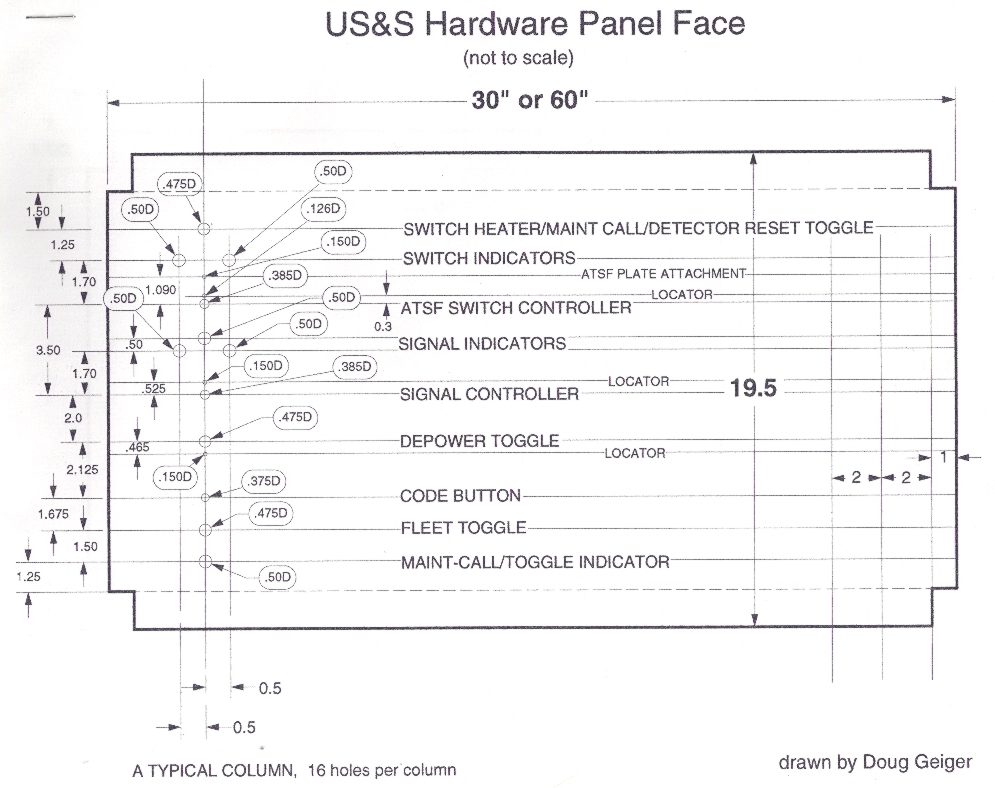 US&S Hardware Panel Face
(not to scale)
30" or 60"
.50D
.475D
.50D
.126D
1.50
SWITCH HEATER/MAINT CALL/DETECTOR RESET TOGGLE
1.25
.150D
SWITCH INDICATORS
.385D
ATSF PLATE ATTACHMENT
1.70
1.090
LOCATOR
.50D
.50D
ATSF SWITCH CONTROLLER
0.3
.50D
.50
SIGNAL INDICATORS
3.50
.150D
.385D
1.70
LOCATOR
.525
SIGNAL CONTROLLER
19.5
2.0
.475D
DEPOWER TOGGLE
.465
LOCATOR
1
2.125
.150D
2
2
.375D
CODE BUTTON
1.675
.475D
FLEET TOGGLE
1.50
MAINT-CALL/TOGGLE INDICATOR
1.25
.50D
0.5
0.5
A TYPICAL COLUMN, 16 holes per column
drawn by Doug Geiger